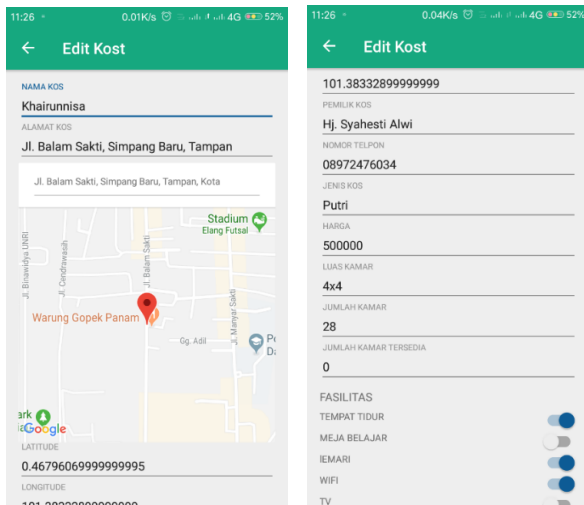 11:26
0.01K/s
4G
52%
Edit Kost
NAMA KOS
Khairunnisa
ALAMAT KOS
Jl. Balam Sakti, Simpang Baru, Tampan
Jl. Balam Sakti, Simpang Baru, Tampan, Kota
Stadium
Elang Futsal
Jl. Binawidya UNRI
Jl. Cendrawasih
Jl. Balam Sakti
Jl. Manyar Sakti
Warung Gopek Panam
Gg. Adil
Google
LATITUDE
0.46796069999999995
LONGITUDE
11:26
0.04K/s
4G
52%
Edit Kost
101.38332899999999
PEMILIK KOS
Hj. Syahesti Alwi
NOMOR TELPON
08972476034
JENIS KOS
Putri
HARGA
500000
LUAS KAMAR
4x4
JUMLAH KAMAR
28
JUMLAH KAMAR TERSEDIA
0
FASILITAS
TEMPAT TIDUR
MEJA BELAJAR
lEMARI
WIFI
TV